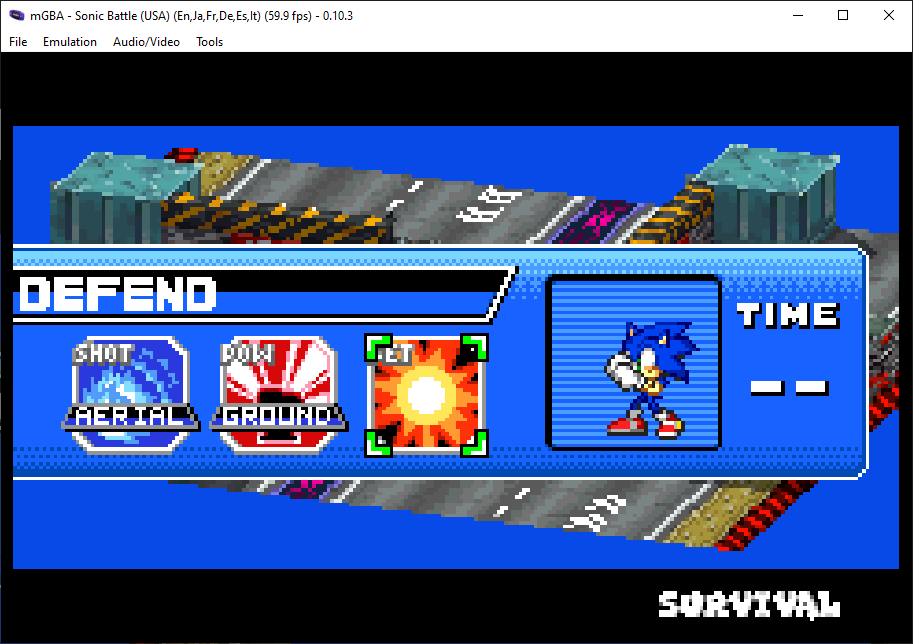 mGBA - Sonic Battle (USA) (En,Ja,Fr,De,Es,It) (59.9 fps) - 0.10.3
File Emulation Audio/Video Tools
DEFEND
TIME
SHOT
AERIAL
POW
GROUND
SET
-- 
SURVIVAL